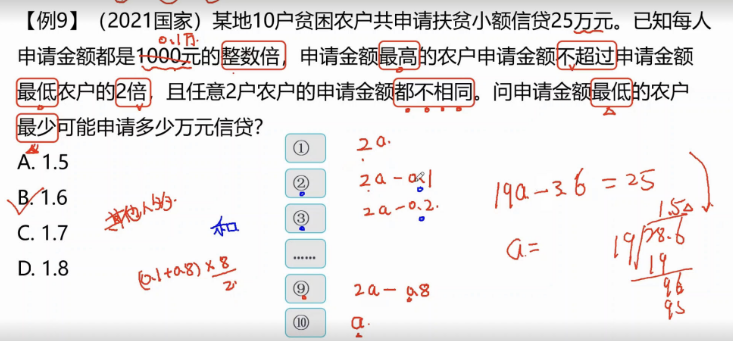 【例9】（2021国家）某地10户贫困农户共申请扶贫小额信贷25万元。已知每人
0.1万
申请金额都是1000元的整数倍，申请金额最高的农户申请金额不超过申请金额
最低农户的2倍，且任意2户农户的申请金额都不相同。问申请金额最低的农户
最少可能申请多少万元信贷？
A. 1.5
B. 1.6
C. 1.7
D. 1.8
其他人的
和
(0.1+0.8)×8/2
① 2a
② 2a-0.1
③ 2a-0.2
……
⑨ 2a-0.8
⑩ a
19a-3.6=25
a=
1.5
19 28.6
19
96
95